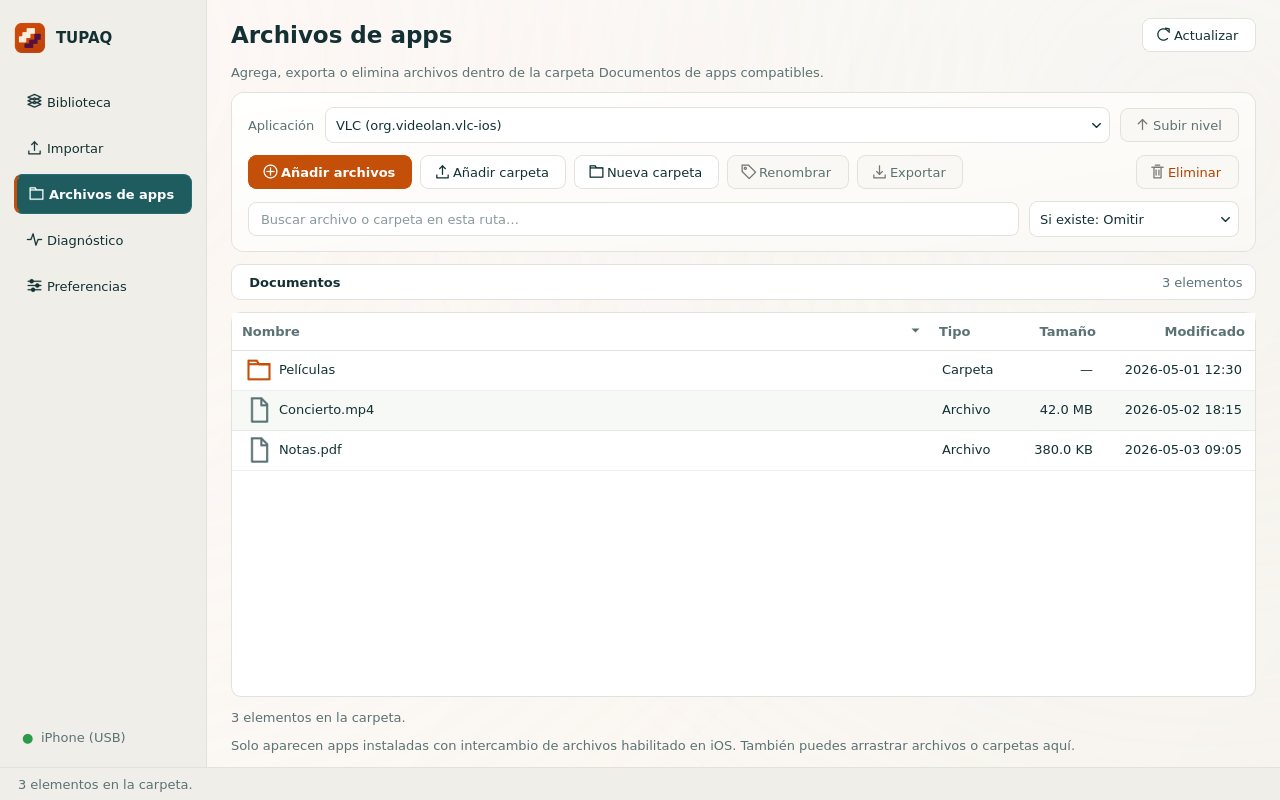 TUPAQ
Biblioteca
Importar
Archivos de apps
Diagnóstico
Preferencias
iPhone (USB)
Archivos de apps
Actualizar
Agrega, exporta o elimina archivos dentro de la carpeta Documentos de apps compatibles.
Aplicación VLC (org.videolan.vlc-ios) Subir nivel
Añadir archivos Añadir carpeta Nueva carpeta Renombrar Exportar Eliminar
Buscar archivo o carpeta en esta ruta... Si existe: Omitir
Documentos 3 elementos
Nombre Tipo Tamaño Modificado
Películas Carpeta — 2026-05-01 12:30
Concierto.mp4 Archivo 42.0 MB 2026-05-02 18:15
Notas.pdf Archivo 380.0 KB 2026-05-03 09:05
3 elementos en la carpeta.
Solo aparecen apps instaladas con intercambio de archivos habilitado en iOS. También puedes arrastrar archivos o carpetas aquí.
3 elementos en la carpeta.